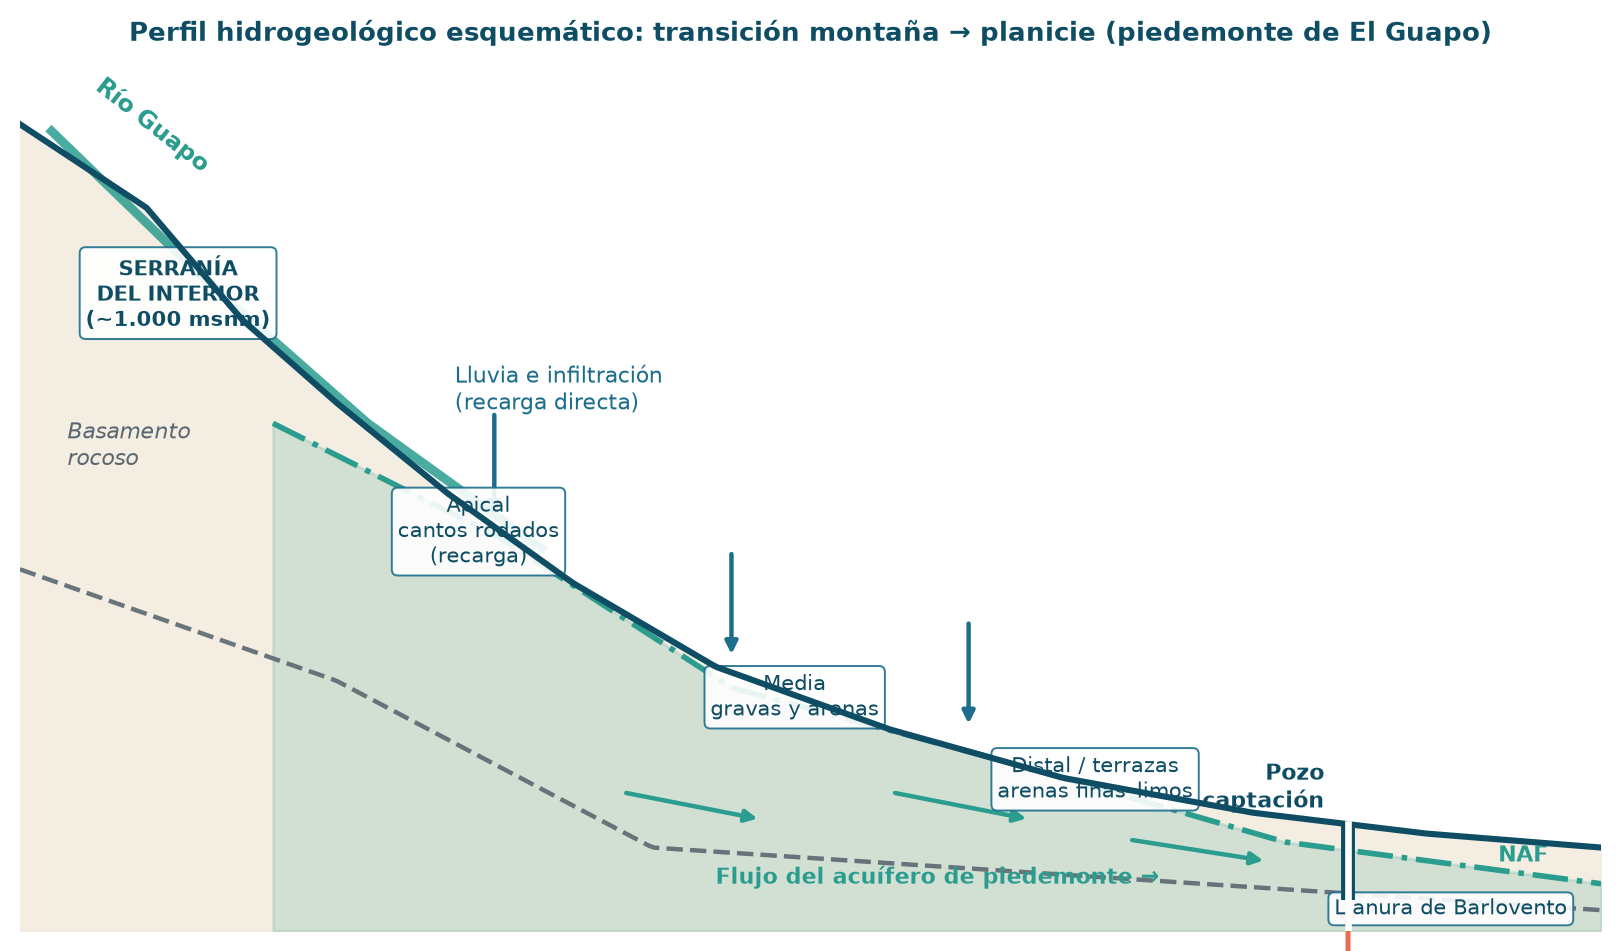 Perfil hidrogeológico esquemático: transición montaña → planicie (piedemonte de El Guapo)
Río Guapo
SERRANÍA
DEL INTERIOR
(~1.000 msnm)
Lluvia e infiltración
(recarga directa)
Basamento
rocoso
Apical
cantos rodados
(recarga)
Media
gravas y arenas
Distal / terrazas
arenas finas-limos
Pozo
captación
NAF
Flujo del acuífero de piedemonte →
Llanura de Barlovento